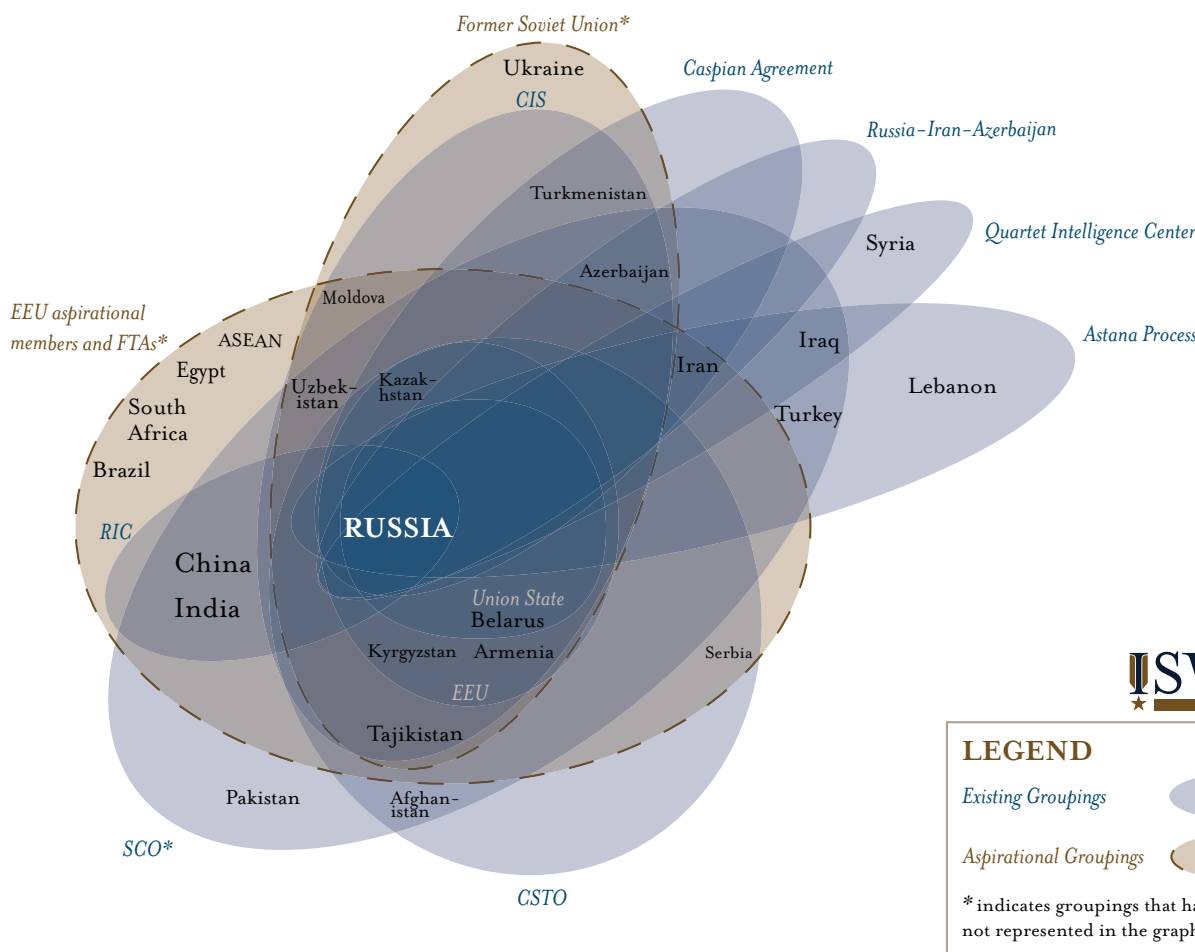 Former Soviet Union*
Ukraine
CIS
Caspian Agreement
Russia-Iran-Azerbaijan
Turkmenistan
Quartet Intelligence Center
Syria
Azerbaijan
Moldova
EEU aspirational
members and FTAs*
ASEAN
Astana Process
Iraq
Egypt
Iran
Uzbek-
istan
Kazak-
hstan
Lebanon
South
Africa
Turkey
Brazil
RIC
RUSSIA
China
India
Union State
Belarus
Kyrgyzstan
Armenia
Serbia
EEU
Tajikistan
Pakistan
Afghan-
istan
SCO*
CSTO
LEGEND
Existing Groupings
Aspirational Groupings
* indicates groupings that
not represented in the